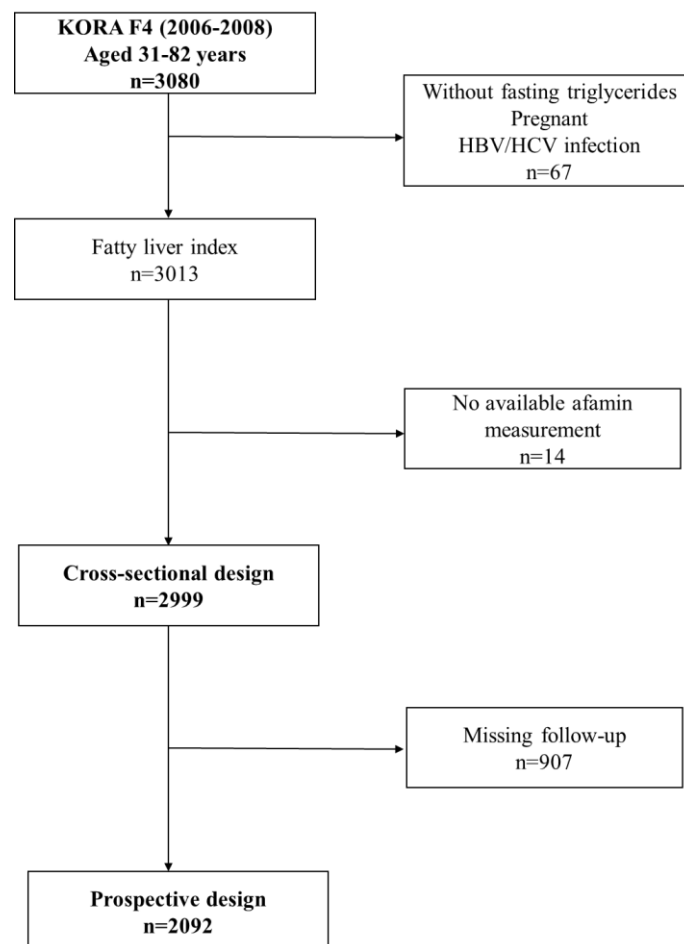 KORA F4 (2006-2008)
Aged 31-82 years
n=3080
Without fasting triglycerides
Pregnant
HBV/HCV infection
n=67
Fatty liver index
n=3013
No available afamin
measurement
n=14
Cross-sectional design
n=2999
Missing follow-up
n=907
Prospective design
n=2092